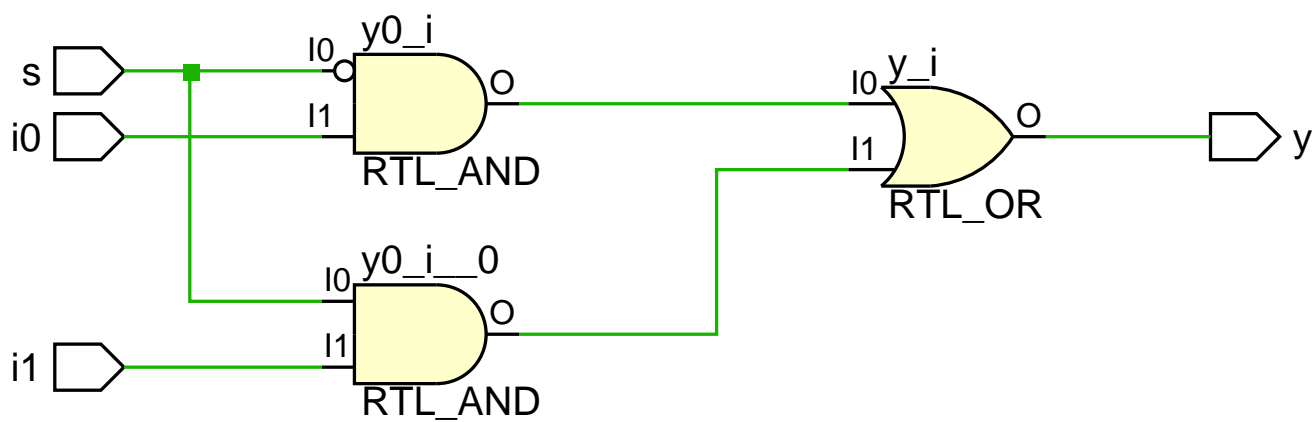 s
i0
i1
y0_i
I0
I1
O
RTL_AND
y0_i__0
I0
I1
O
RTL_AND
y_i
I0
I1
O
RTL_OR
y